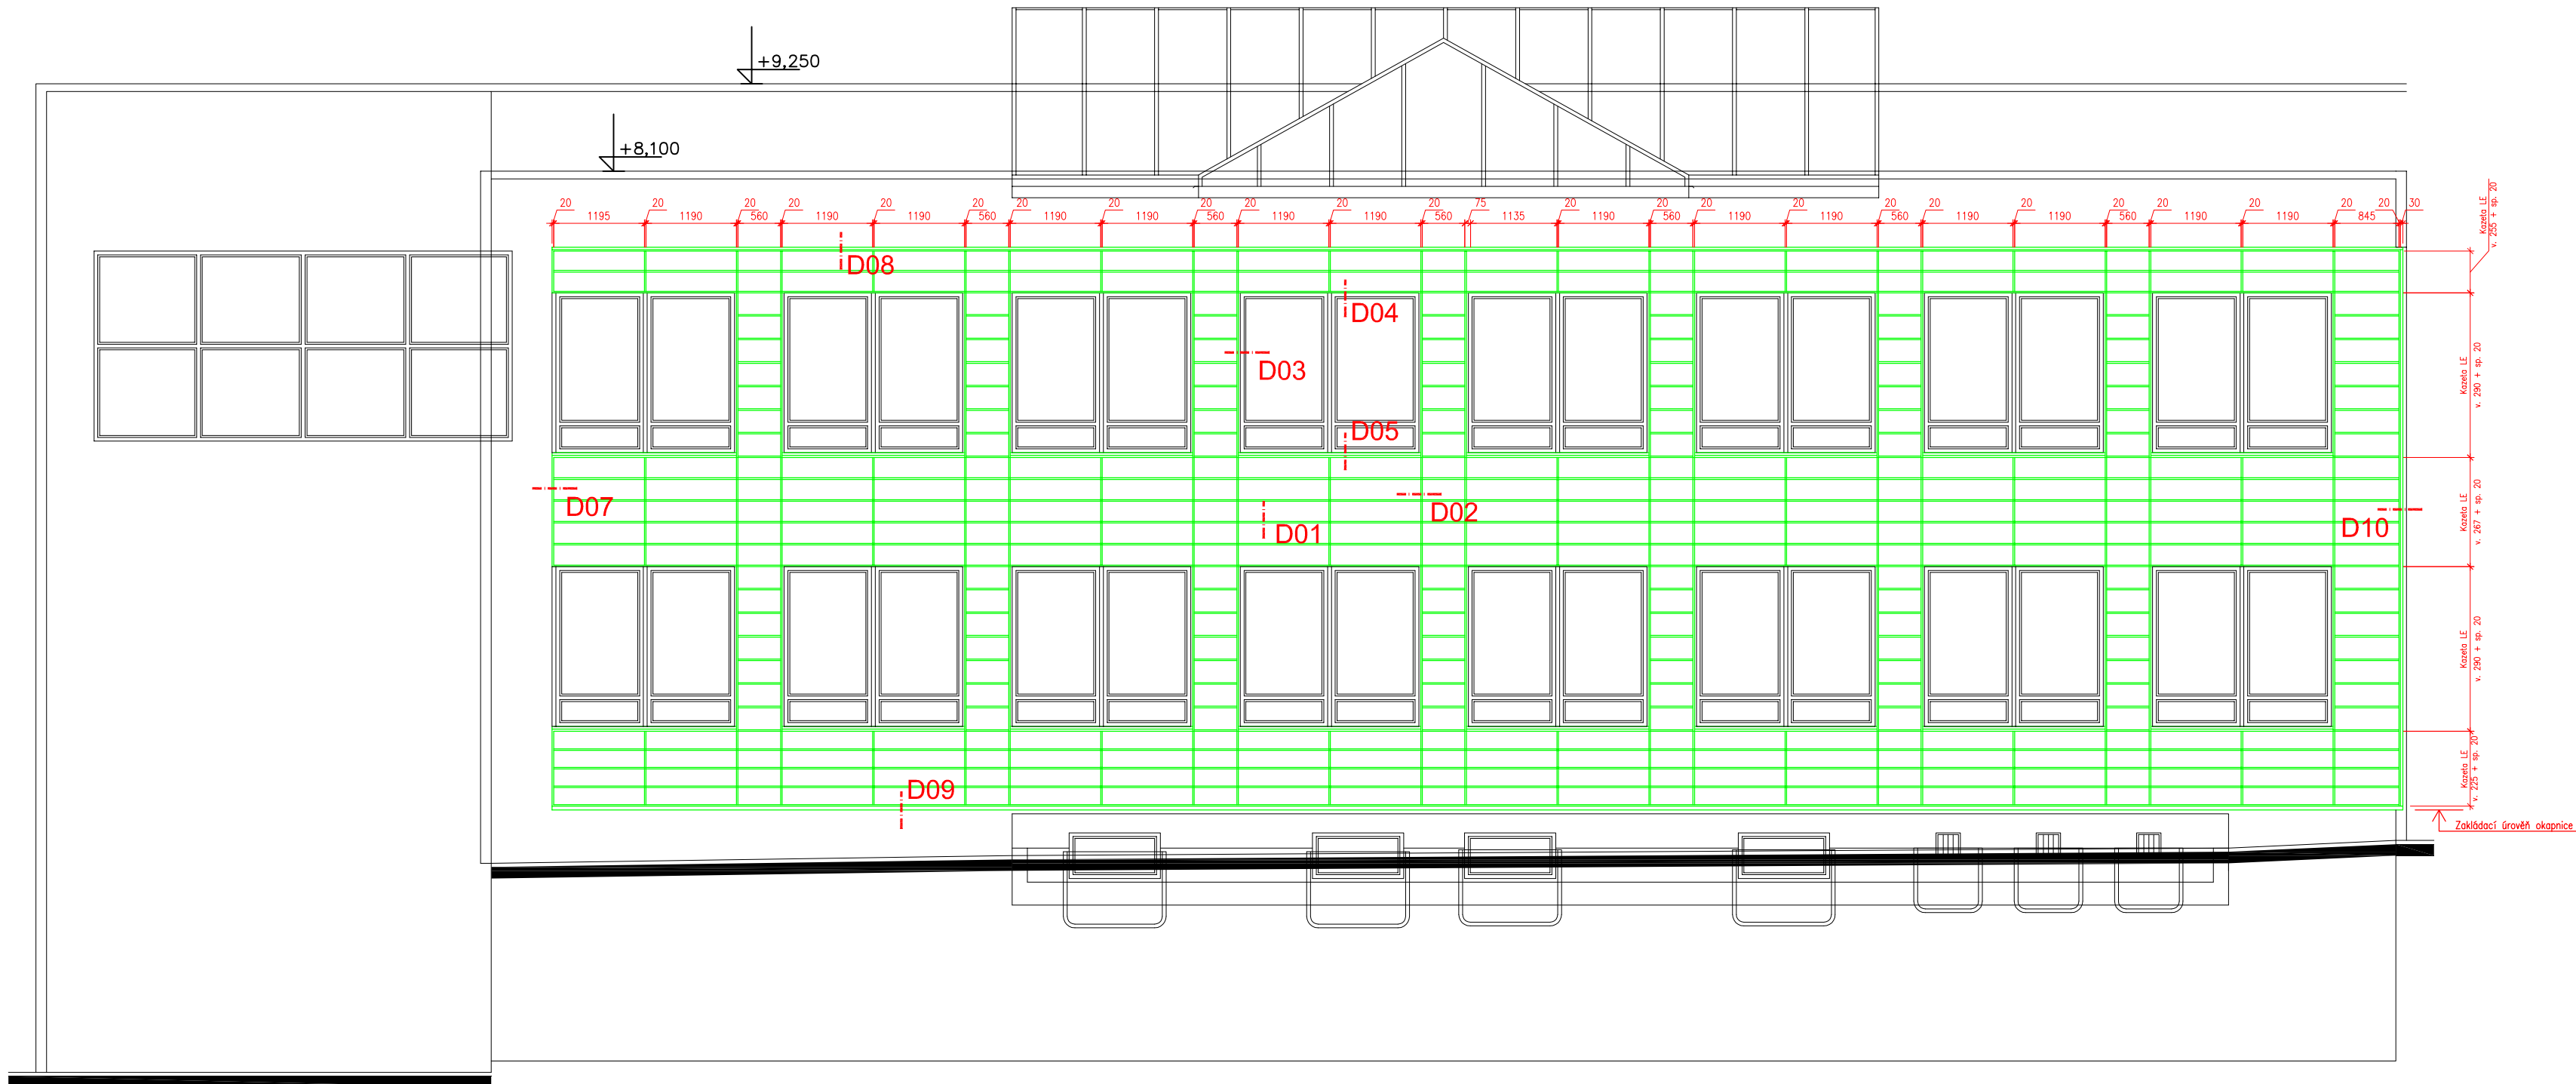 +9,250
+8,100
20 20 20 20 20 20 20 20 20 20 20 20 75 20 20 20 20 20 20 20 20 20 20 20 20 30
1195 1190 560 1190 1190 560 1190 1190 560 1190 1190 560 1135 1190 560 1190 1190 560 1190 1190 560 1190 1190 845
Kazeta LE
v. 255 + sp. 20
D08
D04
D03
Kazeta LE
v. 290 + sp. 20
D05
D07
D02
D01
D10
Kazeta LE
v. 267 + sp. 20
Kazeta LE
v. 290 + sp. 20
D09
Kazeta LE
v. 225 + sp. 20
Zakládací úrověň okapnice